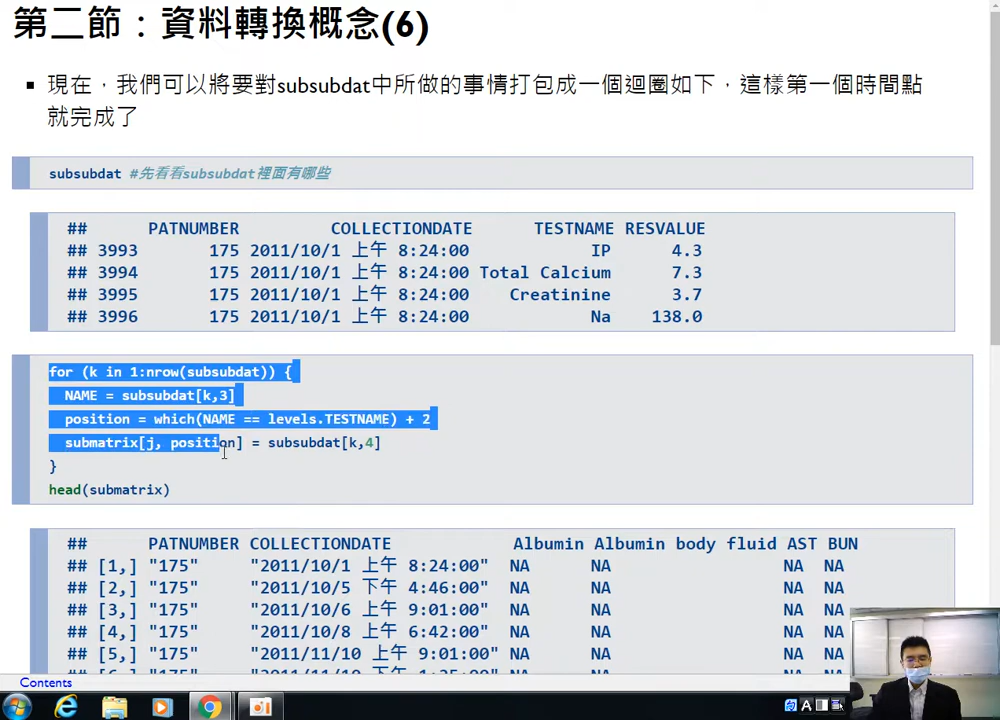 第二節：資料轉換概念(6)
現在，我們可以將要對subsubdat中所做的事情打包成一個迴圈如下，這樣第一個時間點
就完成了
subsubdat #先看看subsubdat裡面有哪些
## PATNUMBER COLLECTIONDATE TESTNAME RESVALUE
## 3993 175 2011/10/1 上午 8:24:00 IP 4.3
## 3994 175 2011/10/1 上午 8:24:00 Total Calcium 7.3
## 3995 175 2011/10/1 上午 8:24:00 Creatinine 3.7
## 3996 175 2011/10/1 上午 8:24:00 Na 138.0
for (k in 1:nrow(subsubdat)) {
NAME = subsubdat[k,3]
position = which(NAME == levels.TESTNAME) + 2
submatrix[j, position] = subsubdat[k,4]
}
head(submatrix)
## PATNUMBER COLLECTIONDATE Albumin Albumin body fluid AST BUN
## [1,] "175" "2011/10/1 上午 8:24:00" NA NA NA NA
## [2,] "175" "2011/10/5 下午 4:46:00" NA NA NA NA
## [3,] "175" "2011/10/6 上午 9:01:00" NA NA NA NA
## [4,] "175" "2011/10/8 上午 6:42:00" NA NA NA NA
## [5,] "175" "2011/11/10 上午 9:01:00" NA NA NA NA
Contents